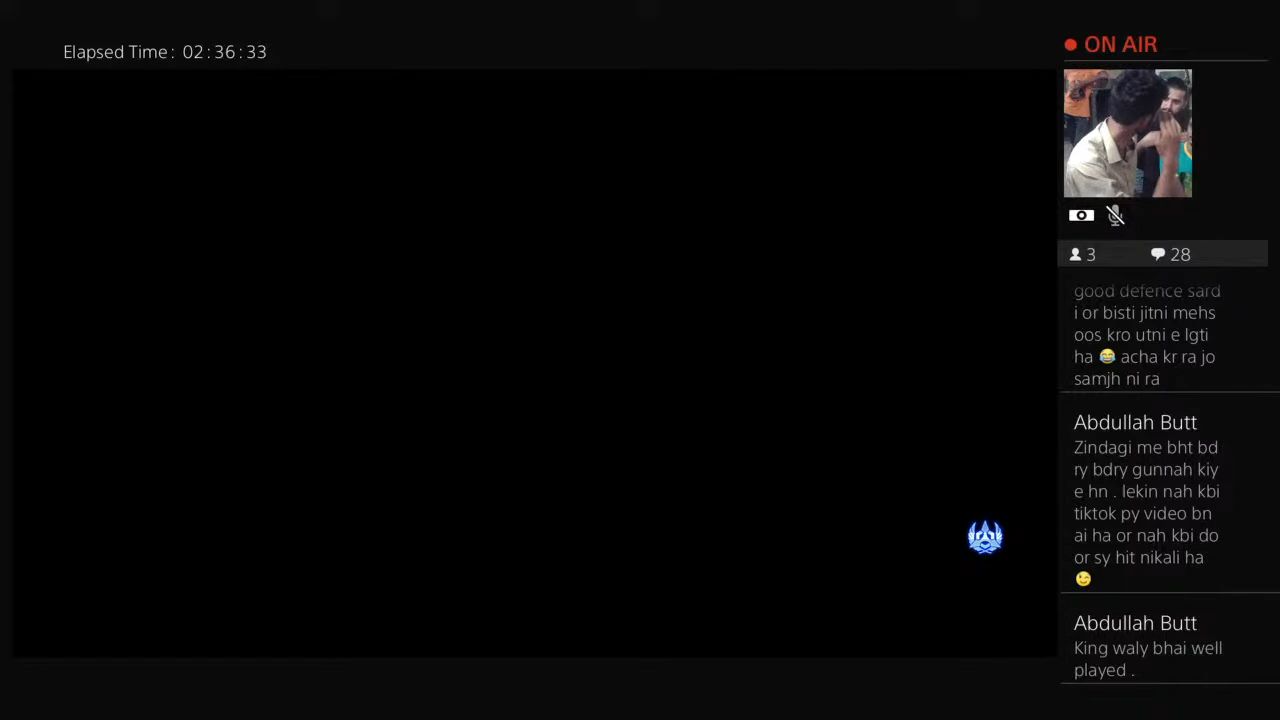 Elapsed Time: 02:36:33
ON AIR
3 28
good defence sard
i or bisti jitni mehs
oos kro utni e lgti
ha 😂 acha kr ra jo
samjh ni ra
Abdullah Butt
Zindagi me bht bd
ry bdry gunnah kiy
e hn . lekin nah kbi
tiktok py video bn
ai ha or nah kbi do
or sy hit nikali ha
😉
Abdullah Butt
King waly bhai well
played .